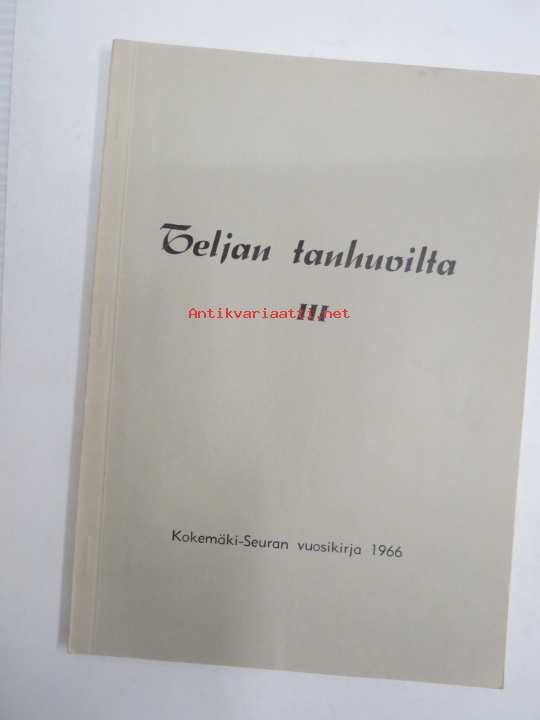 Teljan tanhuvilta
III
Antikvariaatti.net
Kokemäki-Seuran vuosikirja 1966